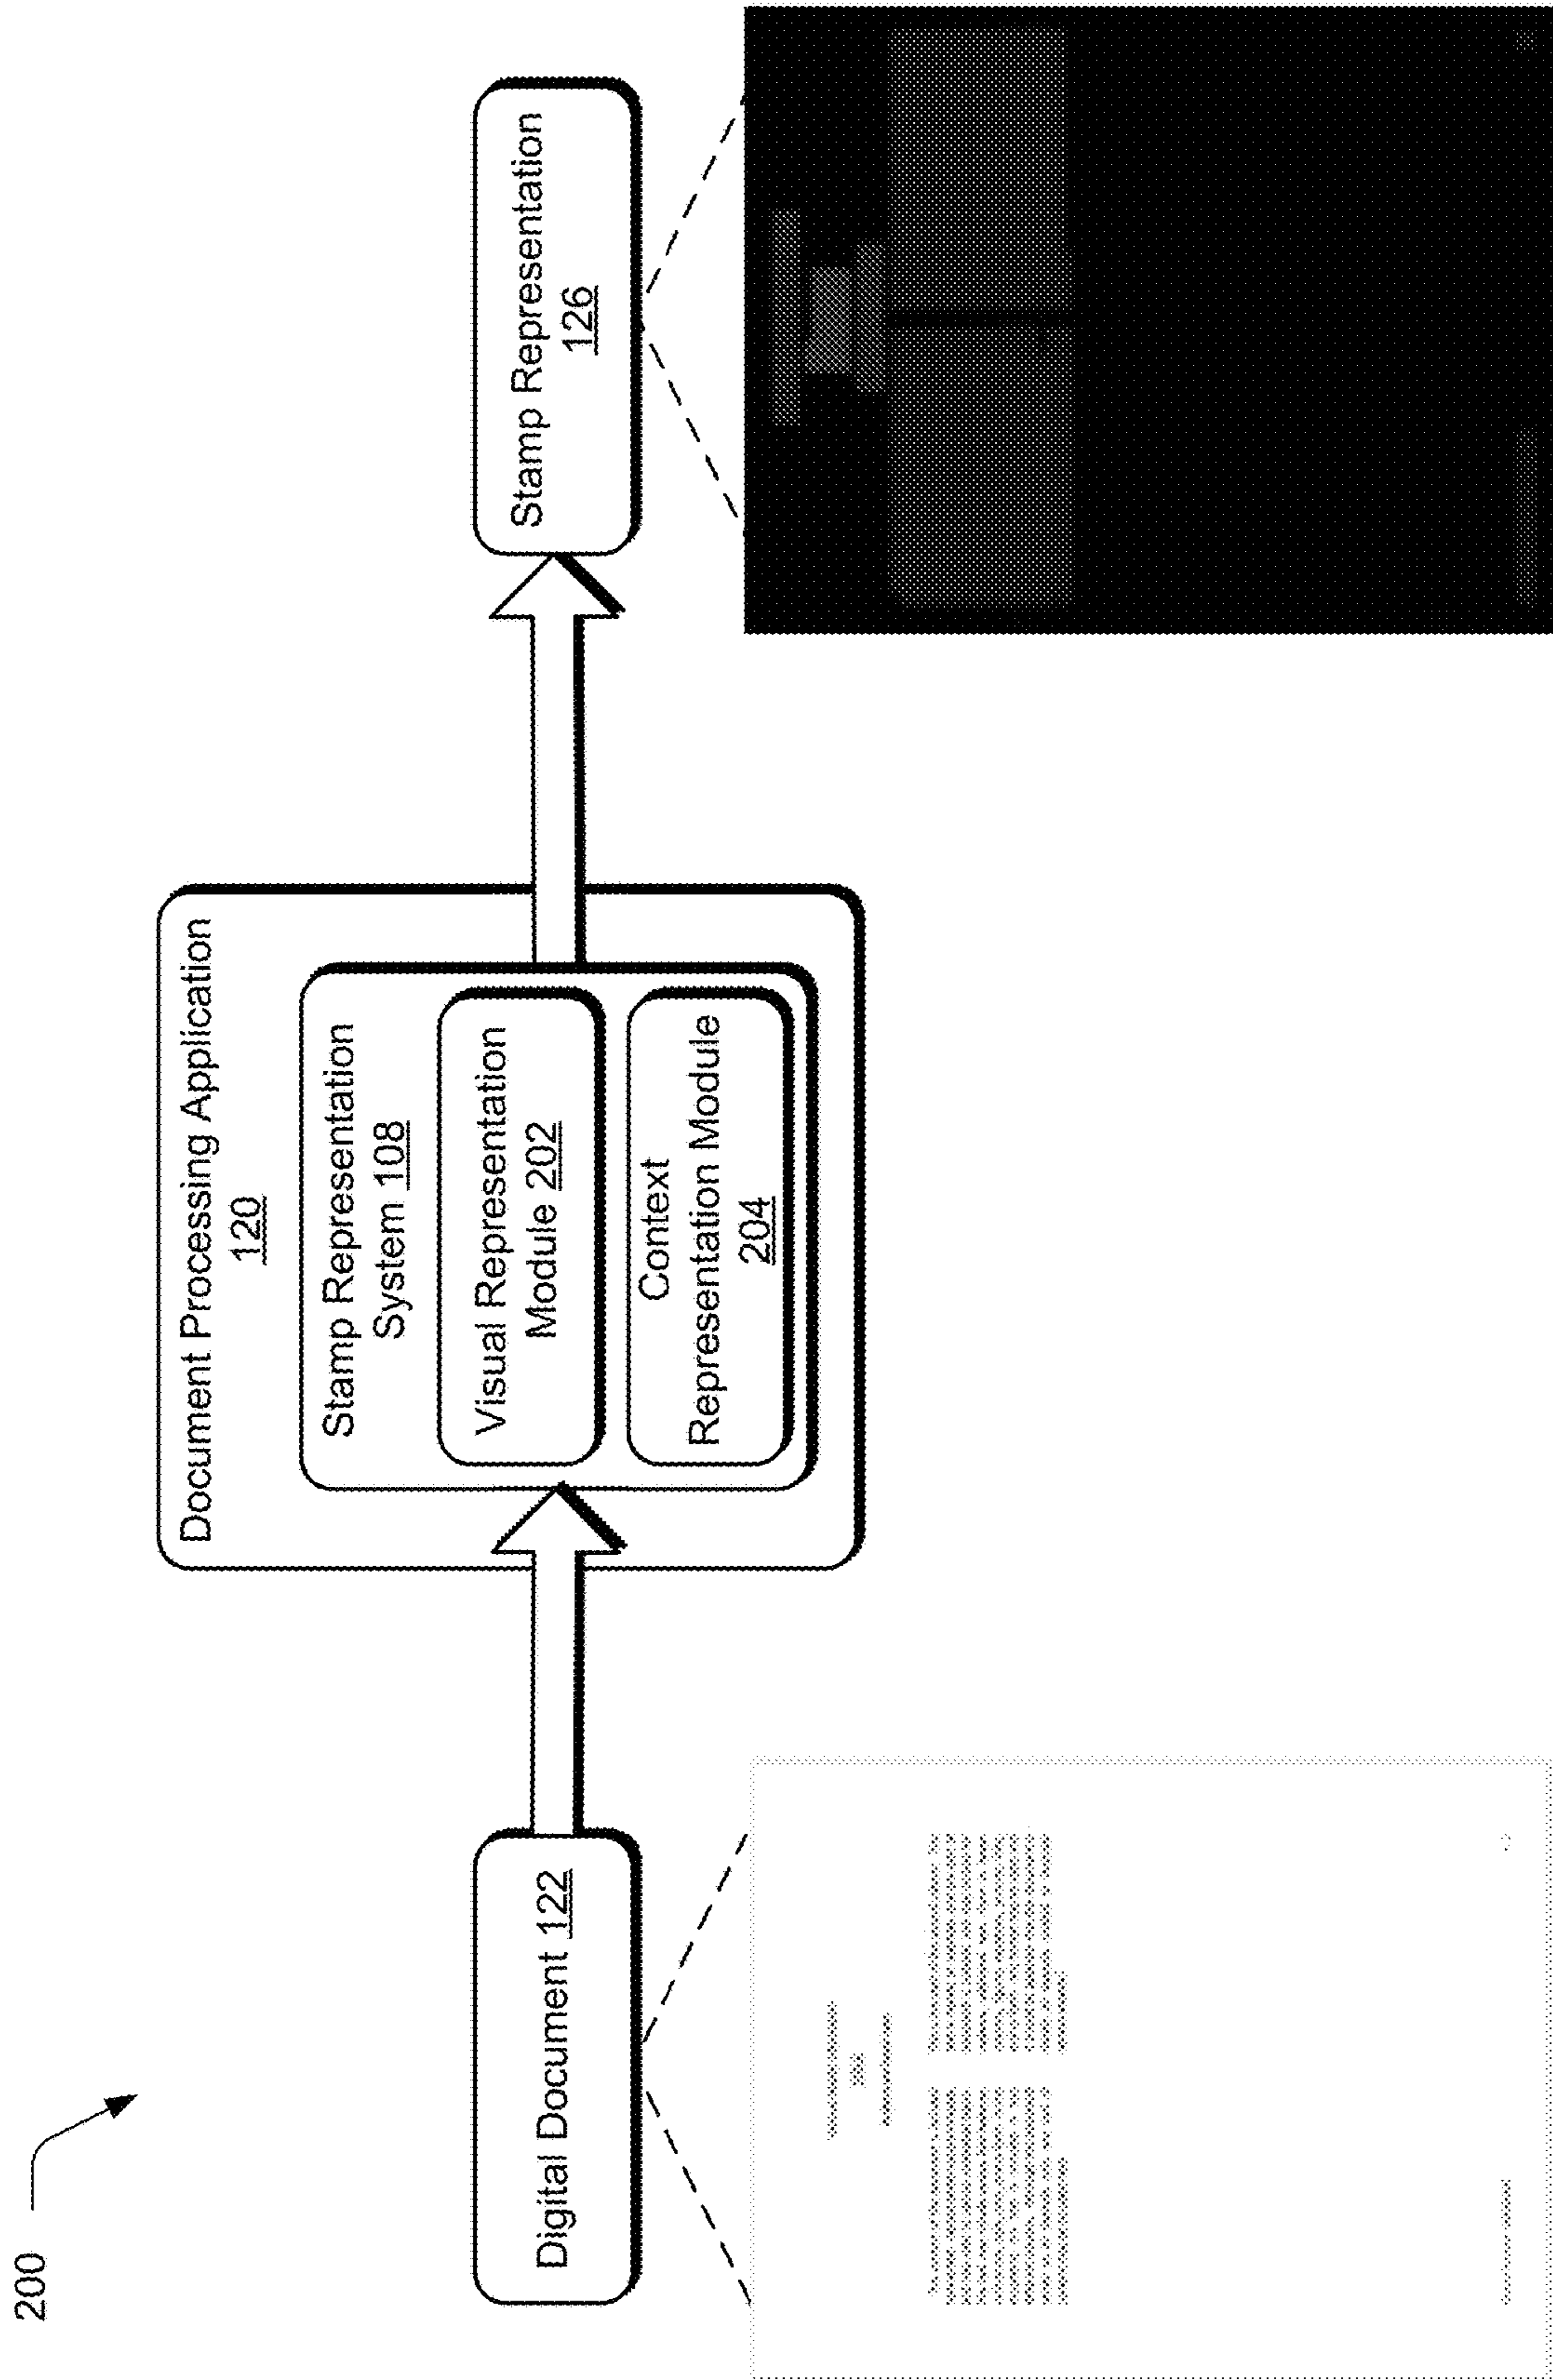 200
Digital Document 122
Document Processing Application
120
Stamp Representation
System 108
Visual Representation
Module 202
Context
Representation Module
204
Stamp Representation
126